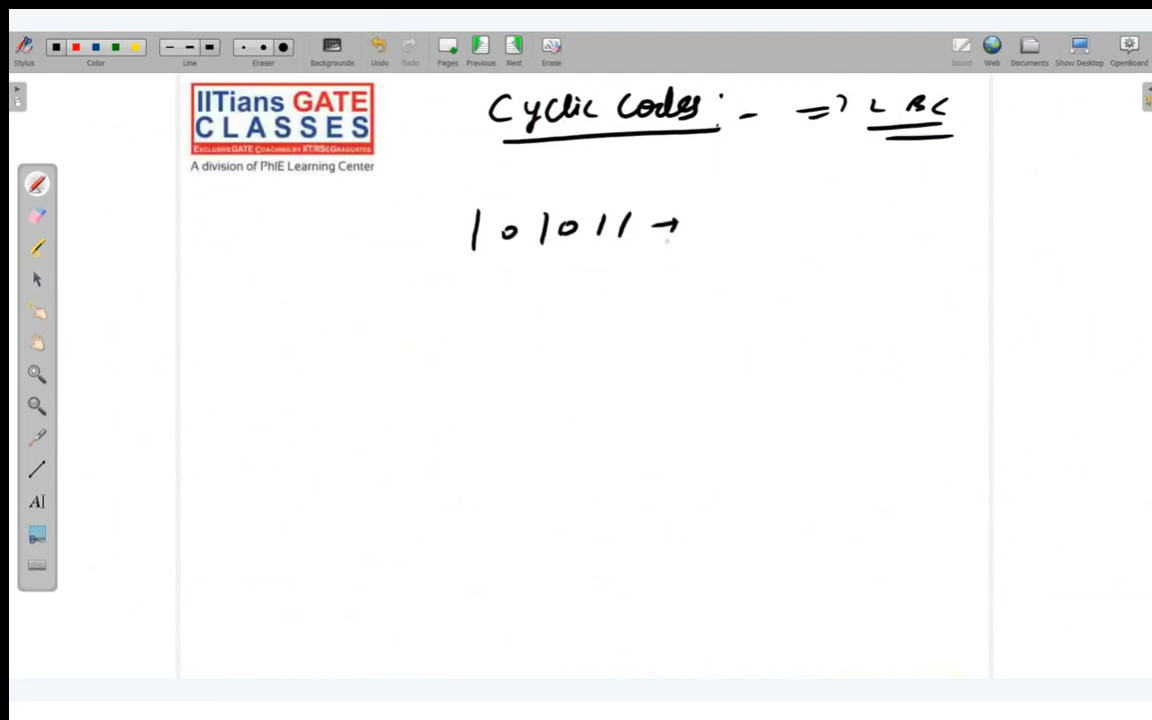 Stylus Color Line Eraser Backgrounds Undo Redo Pages Previous Next Erase Board Web Documents Show Desktop OpenBoard
IITians GATE
CLASSES
EXCLUSIVE GATE COACHING BY IIT/IISc GRADUATES
A division of PhIE Learning Center
Cyclic Codes :- => LBC
101011 →
AI